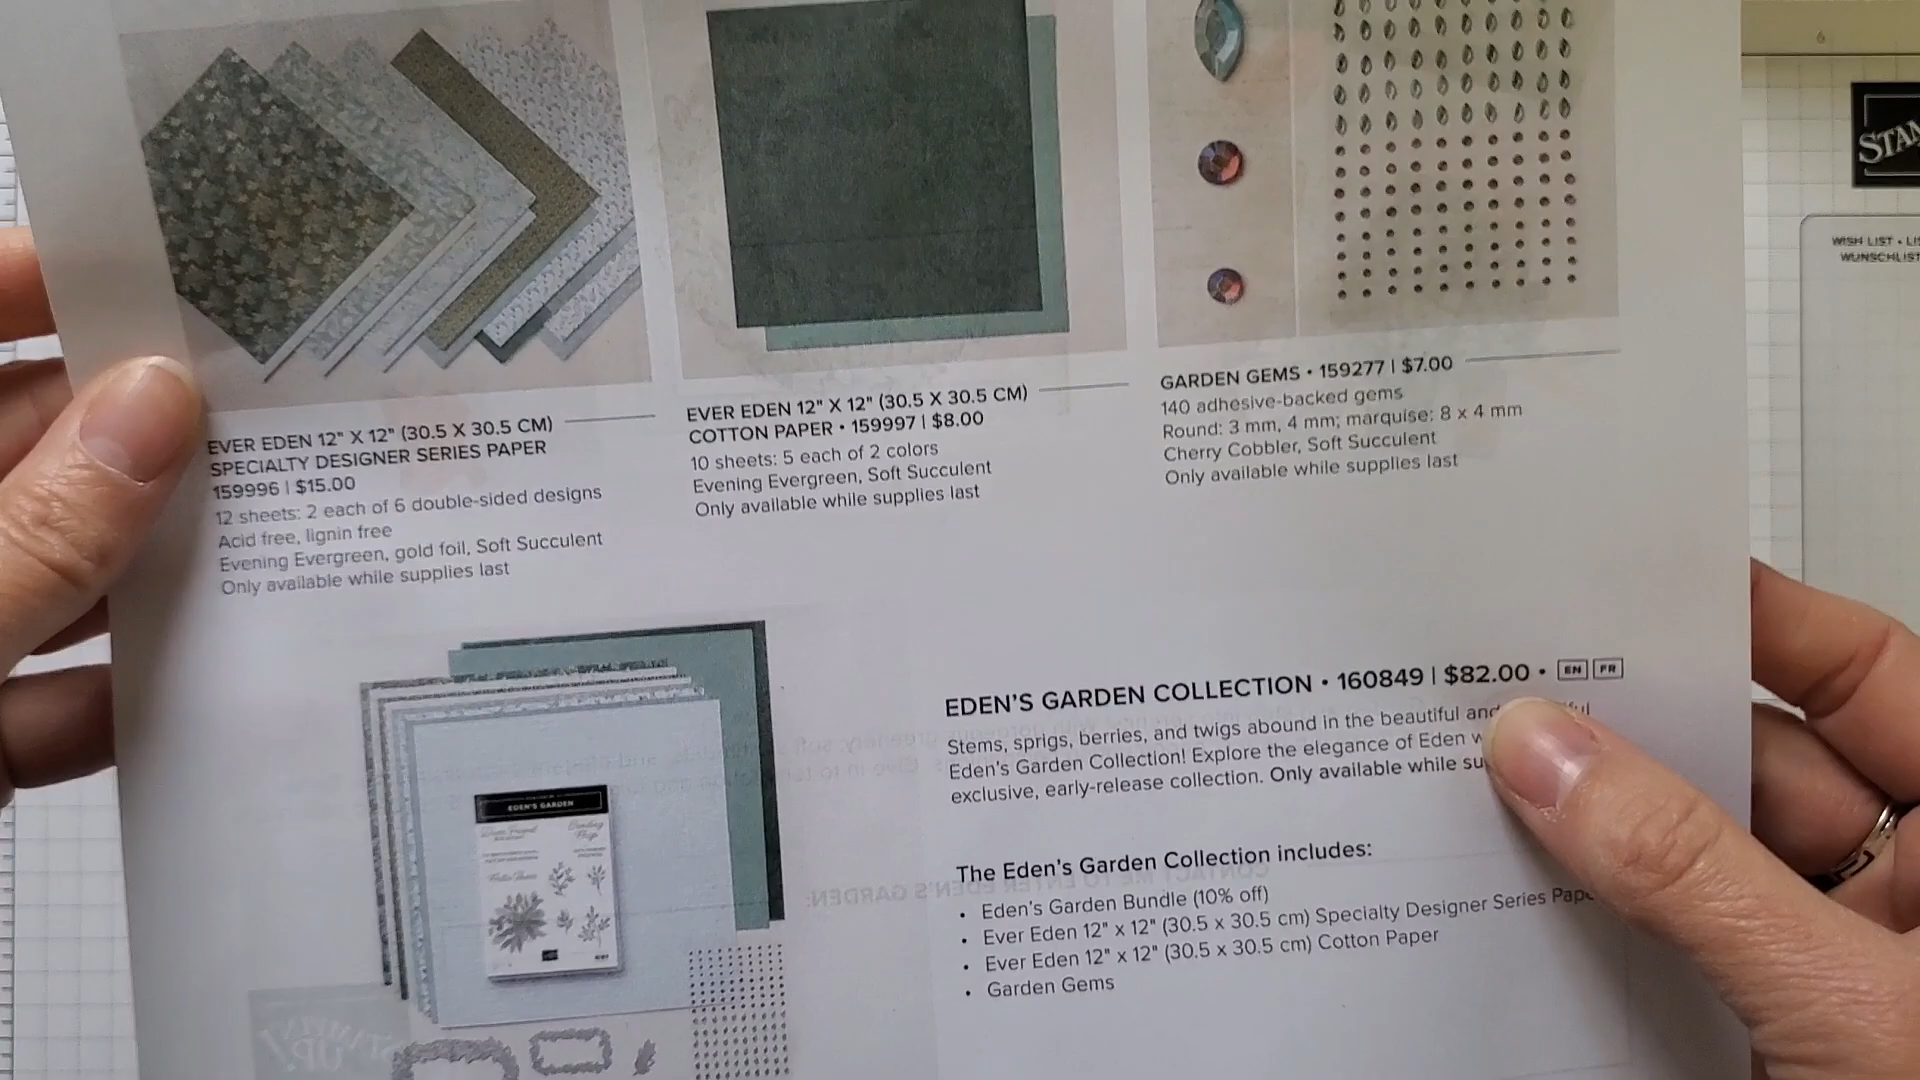 EVER EDEN 12" X 12" (30.5 X 30.5 CM)
SPECIALTY DESIGNER SERIES PAPER
159996 | $15.00
12 sheets: 2 each of 6 double-sided designs
Acid free, lignin free
Evening Evergreen, gold foil, Soft Succulent
Only available while supplies last
EVER EDEN 12" X 12" (30.5 X 30.5 CM)
COTTON PAPER • 159997 | $8.00
10 sheets: 5 each of 2 colors
Evening Evergreen, Soft Succulent
Only available while supplies last
GARDEN GEMS • 159277 | $7.00
140 adhesive-backed gems
Round: 3 mm, 4 mm; marquise: 8 x 4 mm
Cherry Cobbler, Soft Succulent
Only available while supplies last
EDEN'S GARDEN COLLECTION • 160849 | $82.00 • EN FR
Stems, sprigs, berries, and twigs abound in the beautiful and
Eden's Garden Collection! Explore the elegance of Eden
exclusive, early-release collection. Only available while
The Eden's Garden Collection includes:
• Eden's Garden Bundle (10% off)
• Ever Eden 12" x 12" (30.5 x 30.5 cm) Specialty Designer Series Pape
• Ever Eden 12" x 12" (30.5 x 30.5 cm) Cotton Paper
• Garden Gems
EDEN'S GARDEN
STAM
WISH LIST • LIS
WUNSCHLIST
6